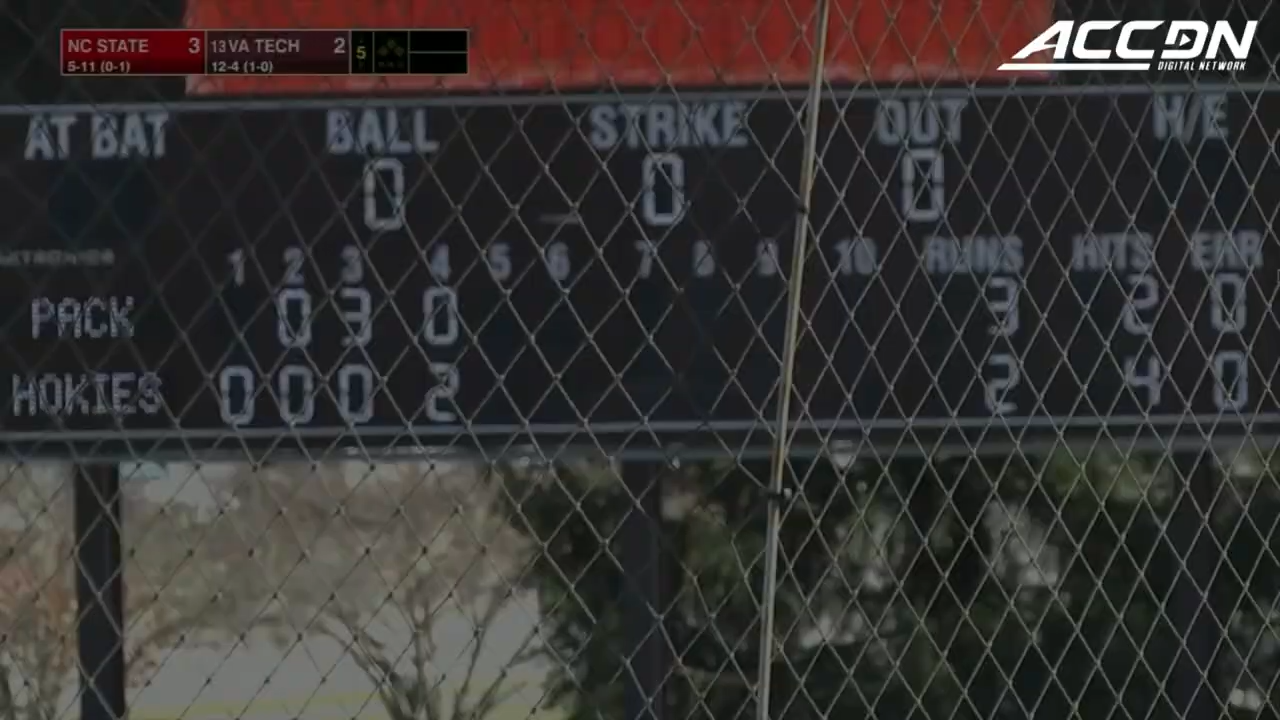 NC STATE 3 13 VA TECH 2 5
5-11 (0-1) 12-4 (1-0)
ACCDN
DIGITAL NETWORK
AT BAT BALL STRIKE OUT H/E
0 0 0
1 2 3 4 5 6 7 8 9 10 RUNS HITS ERR
PACK 0 3 0 3 2 0
HOKIES 0 0 0 2 2 4 0